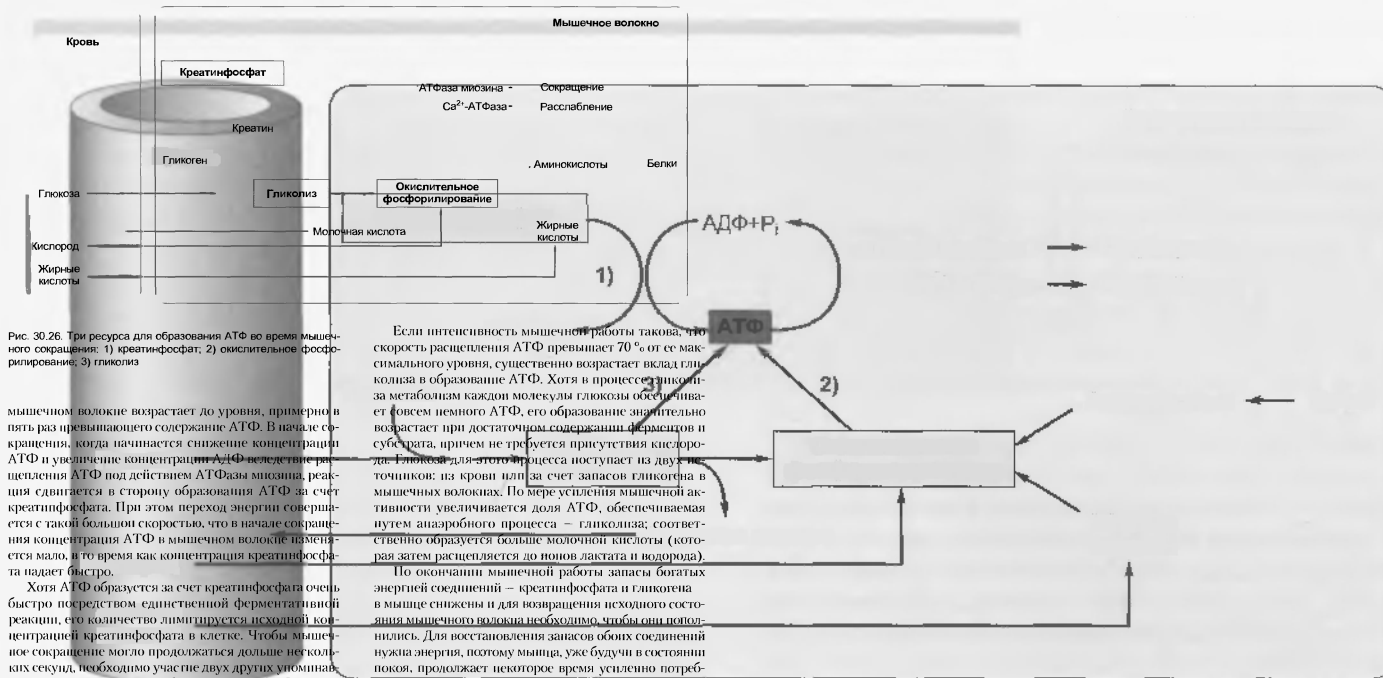 Мышечное волокно
Кровь
Креатинфосфат
АТФаза миозина - Сокращение
Ca²⁺-АТФаза- Расслабление
Креатин
Гликоген
. Аминокислоты Белки
Глюкоза
Гликолиз
Окислительное
фосфорилирование
Молочная кислота
Жирные
кислоты
Кислород
Жирные
кислоты
АДФ+Pi
1)
АТФ
3)
2)
Рис. 30.26. Три ресурса для образования АТФ во время мышеч-
ного сокращения; 1) креатинфосфат; 2) окислительное фосфо-
рилирование; 3) гликолиз
мышечном волокне возрастает до уровня, примерно в
пять раз превышающего содержание АТФ. В начале со-
кращения, когда начинается снижение концентрации
АТФ и увеличение концентрации АДФ вследствие рас-
щепления АТФ под действием АТФазы миозина, реак-
ция сдвигается в сторону образования АТФ за счет
креатинфосфата. При этом переход энергии соверша-
ется с такой большой скоростью, что в начале сокраще-
ния концентрация АТФ в мышечном волокне изменя-
ется мало, в то время как концентрация креатинфосфа-
та падает быстро.
Хотя АТФ образуется за счет креатинфосфата очень
быстро посредством единственной ферментативной
реакции, его количество лимитируется исходной кон-
центрацией креатинфосфата в клетке. Чтобы мышеч-
ное сокращение могло продолжаться дольше несколь-
ких секунд, необходимо участие двух других упоминав-
Если интенсивность мышечной работы такова, что
скорость расщепления АТФ превышает 70 % от ее мак-
симального уровня, существенно возрастает вклад гли-
колиза в образование АТФ. Хотя в процессе гликоли-
за метаболизм каждой молекулы глюкозы обеспечива-
ет совсем немного АТФ, его образование значительно
возрастает при достаточном содержании ферментов и
субстрата, причем не требуется присутствия кислоро-
да. Глюкоза для этого процесса поступает из двух ис-
точников: из крови или за счет запасов гликогена в
мышечных волокнах. По мере усиления мышечной ак-
тивности увеличивается доля АТФ, обеспечиваемая
путем анаэробного процесса – гликолиза; соответ-
ственно образуется больше молочной кислоты (кото-
рая затем расщепляется до ионов лактата и водорода).
По окончании мышечной работы запасы богатых
энергией соединений – креатинфосфата и гликогена
в мышце снижены и для возвращения исходного состо-
яния мышечного волокна необходимо, чтобы они попол-
нились. Для восстановления запасов обоих соединений
нужна энергия, поэтому мышца, уже будучи в состоянии
покоя, продолжает некоторое время усиленно потреб-